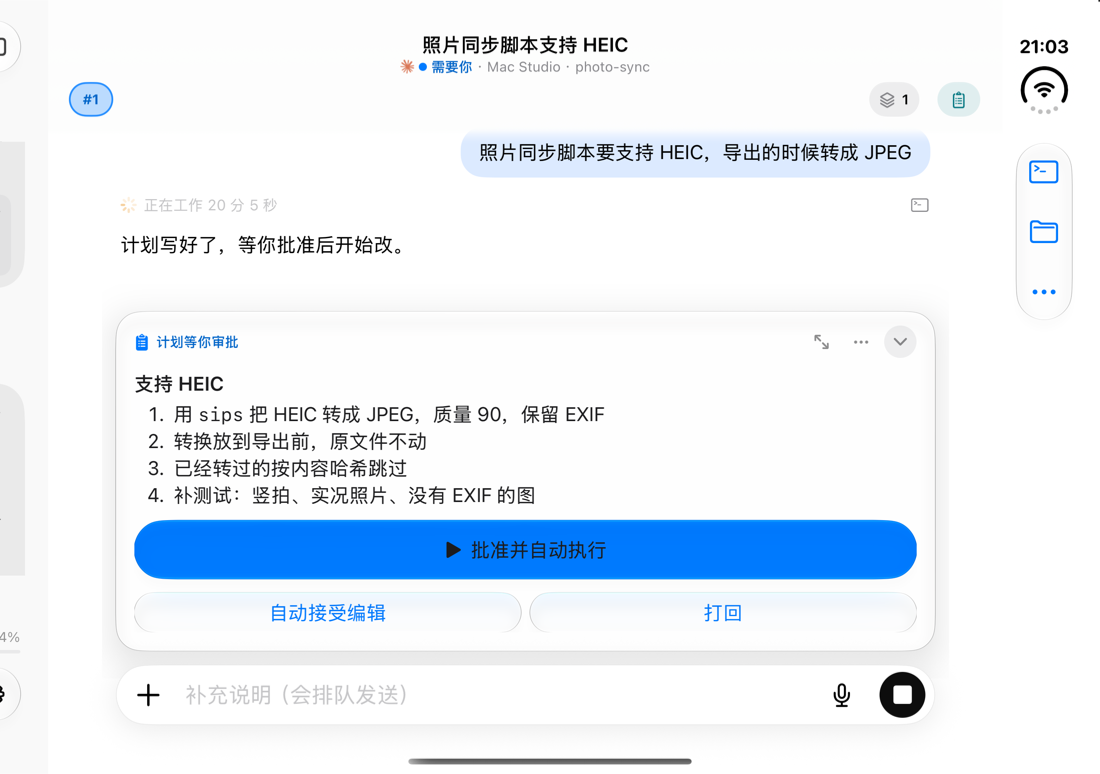 照片同步脚本支持 HEIC
21:03
需要你 · Mac Studio · photo-sync
#1
1
照片同步脚本要支持 HEIC，导出的时候转成 JPEG
正在工作 20 分 5 秒
计划写好了，等你批准后开始改。
计划等你审批
支持 HEIC
1. 用 sips 把 HEIC 转成 JPEG，质量 90，保留 EXIF
2. 转换放到导出前，原文件不动
3. 已经转过的按内容哈希跳过
4. 补测试：竖拍、实况照片、没有 EXIF 的图
批准并自动执行
自动接受编辑
打回
4%
补充说明（会排队发送）